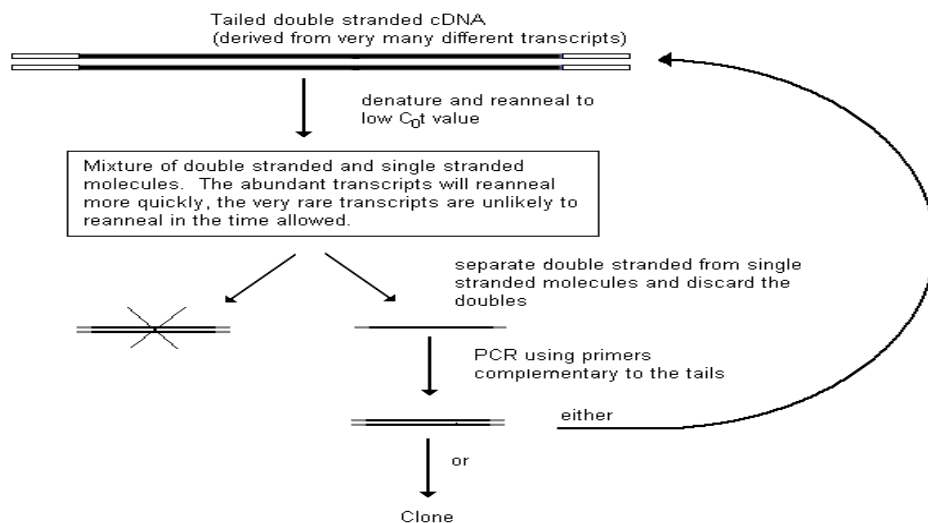 Tailed double stranded cDNA
(derived from very many different transcripts)
denature and reanneal to
low C0t value
Mixture of double stranded and single stranded
molecules. The abundant transcripts will reanneal
more quickly, the very rare transcripts are unlikely to
reanneal in the time allowed.
separate double stranded from single
stranded molecules and discard the
doubles
PCR using primers
complementary to the tails
either
or
Clone